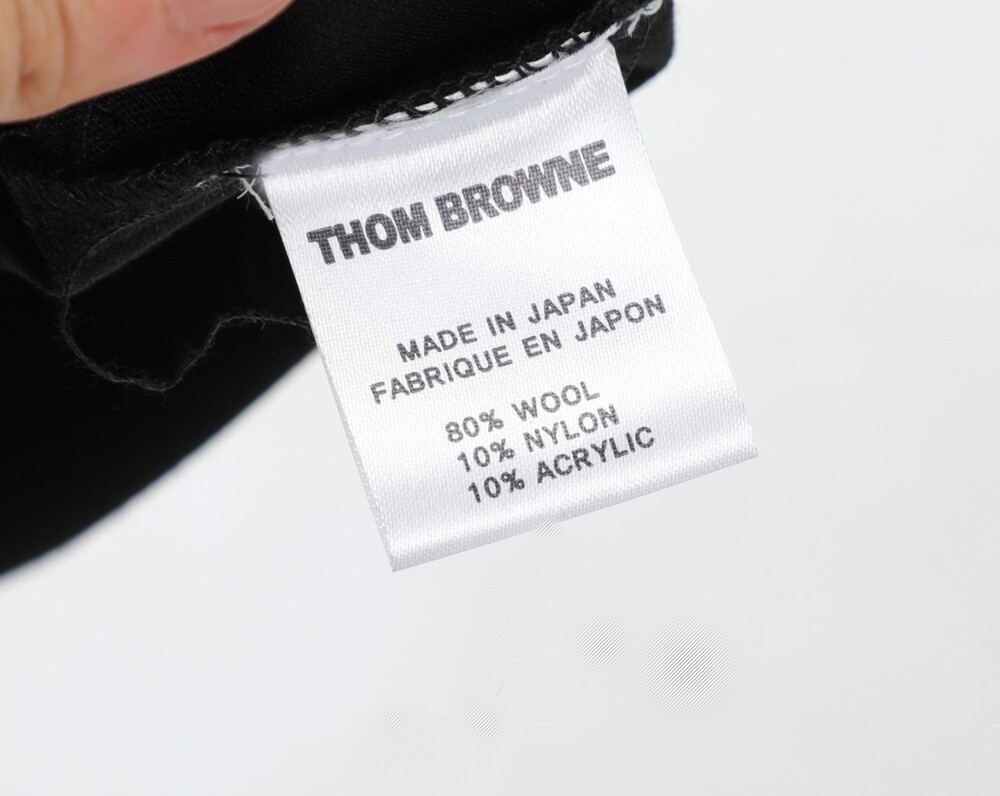 THOM BROWNE
MADE IN JAPAN
FABRIQUE EN JAPON
80% WOOL
10% NYLON
10% ACRYLIC